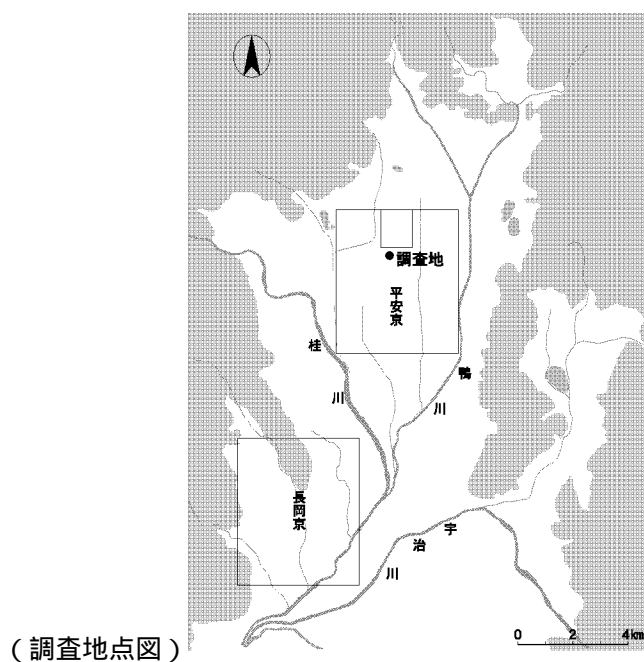 調査地
平安京
桂川
鴨川
長岡京
宇治川
0 2 4km
(調査地点図)